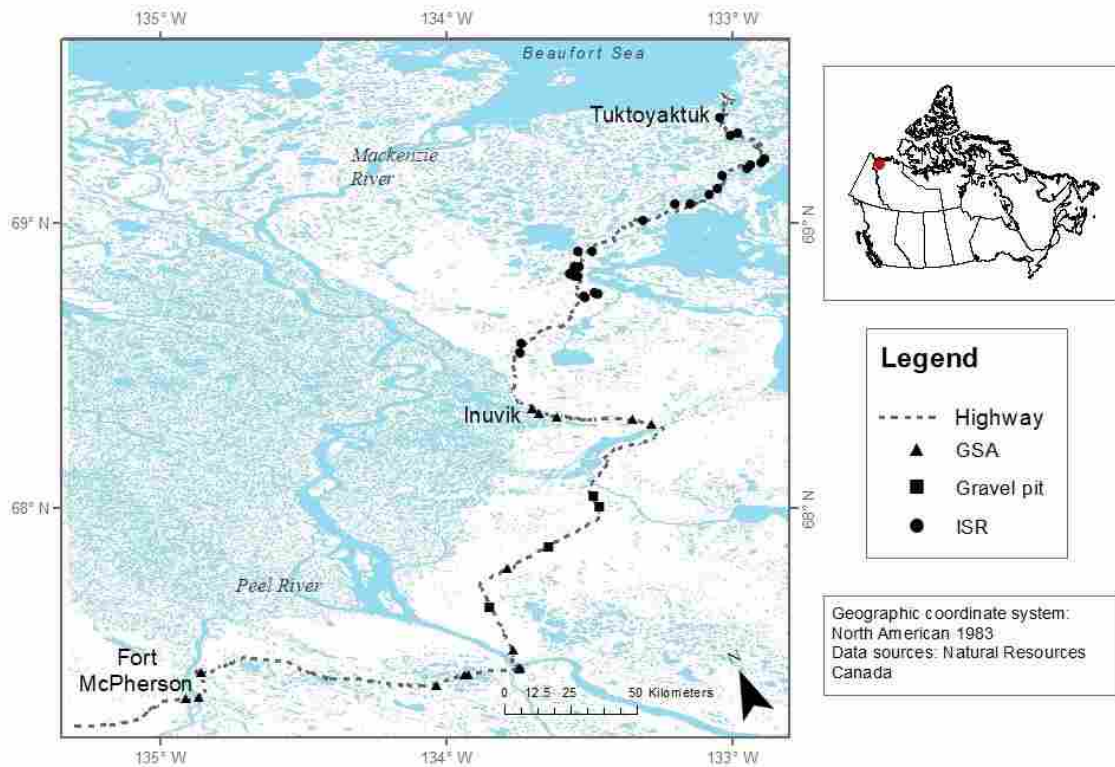 135° W
134° W
133° W
Beaufort Sea
Tuktoyaktuk
Mackenzie
River
69° N
69° N
Inuvik
68° N
68° N
Peel River
Fort
McPherson
0 12.5 25 50 Kilometers
N
135° W
134° W
133° W
Legend
Highway
GSA
Gravel pit
ISR
Geographic coordinate system:
North American 1983
Data sources: Natural Resources
Canada